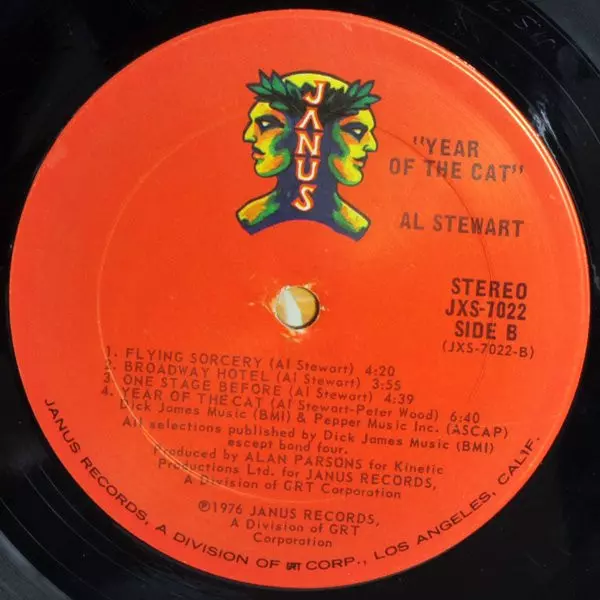 JANUS
"YEAR
OF THE CAT"
AL STEWART
STEREO
JXS-7022
SIDE B
(JXS-7022-B)
1. FLYING SORCERY (Al Stewart) 4:20
2. BROADWAY HOTEL (Al Stewart) 3:55
3. ONE STAGE BEFORE (Al Stewart) 4:39
4. YEAR OF THE CAT (Al Stewart-Peter Wood) 6:40
Dick James Music (BMI) & Pepper Music Inc. (ASCAP)
All selections published by Dick James Music (BMI)
escept band four.
Produced by ALAN PARSONS for Kinetic
Productions Ltd. for JANUS RECORDS,
A Division of GRT Corporation
℗1976 JANUS RECORDS,
A Division of GRT
Corporation
JANUS RECORDS, A DIVISION OF GRT CORP., LOS ANGELES, CALIF.